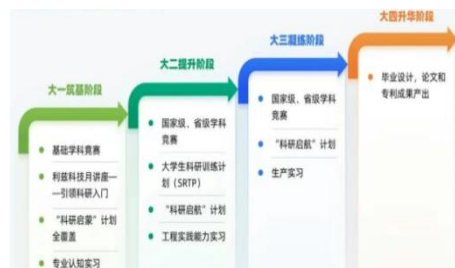 大一筑基阶段
基础学科竞赛
利兹科技月讲座—
—引领科研入门
“科研启蒙”计划
全覆盖
专业认知实习
大二提升阶段
国家级、省级学科
竞赛
大学生科研训练计
划（SRTP）
“科研启航”计划
工程实践能力实习
大三凝练阶段
国家级、省级学科
竞赛
“科研启航”计划
生产实习
大四升华阶段
毕业设计，论文和
专利成果产出